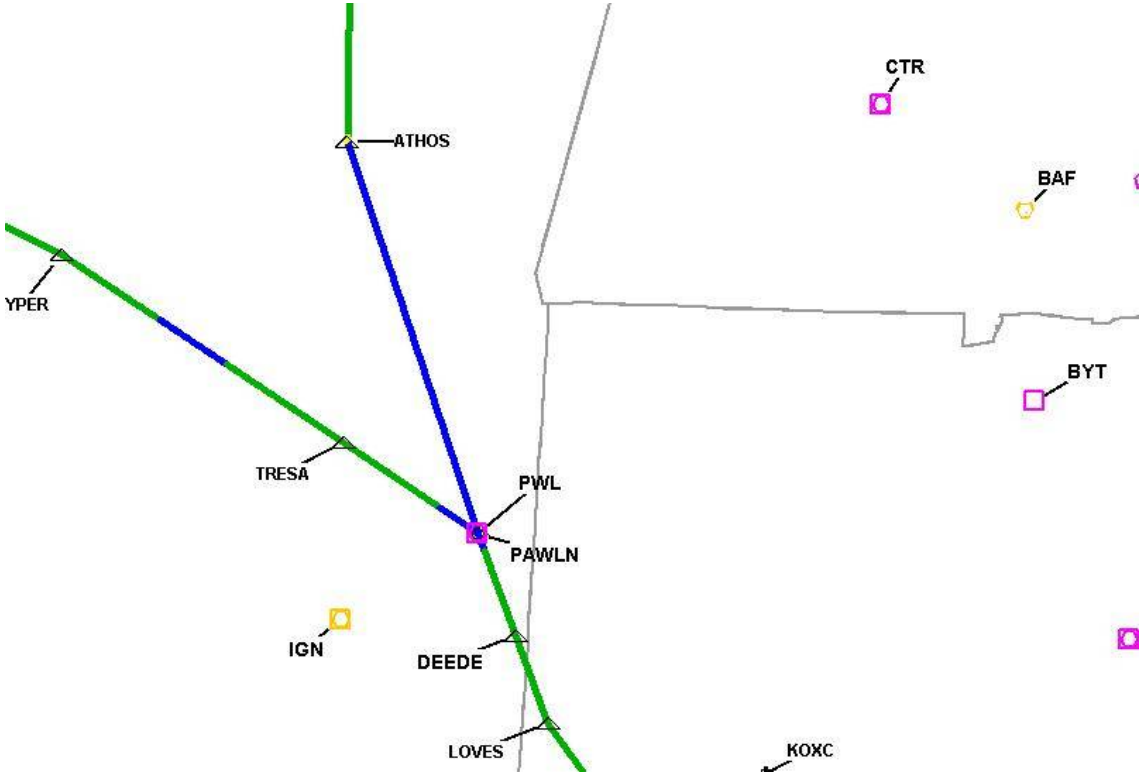 CTR
ATHOS
BAF
YPER
BYT
TRESA
PWL
PAWLN
IGN
DEEDE
LOVES
KOXC